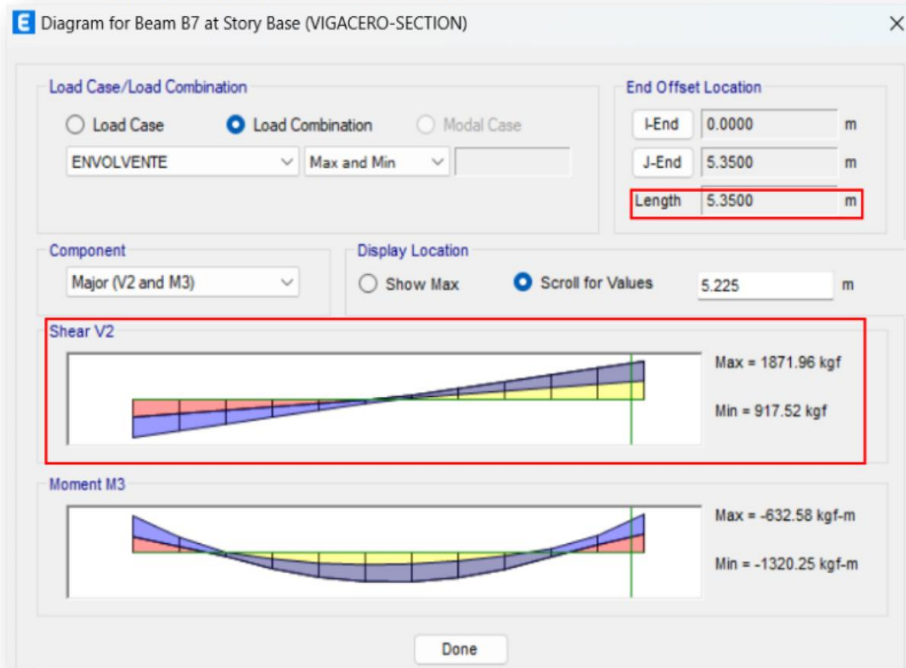 E Diagram for Beam B7 at Story Base (VIGACERO-SECTION)
Load Case/Load Combination
Load Case Load Combination Modal Case
ENVOLVENTE Max and Min
End Offset Location
I-End 0.0000 m
J-End 5.3500 m
Length 5.3500 m
Component
Major (V2 and M3)
Display Location
Show Max Scroll for Values 5.225 m
Shear V2
Max = 1871.96 kgf
Min = 917.52 kgf
Moment M3
Max = -632.58 kgf-m
Min = -1320.25 kgf-m
Done